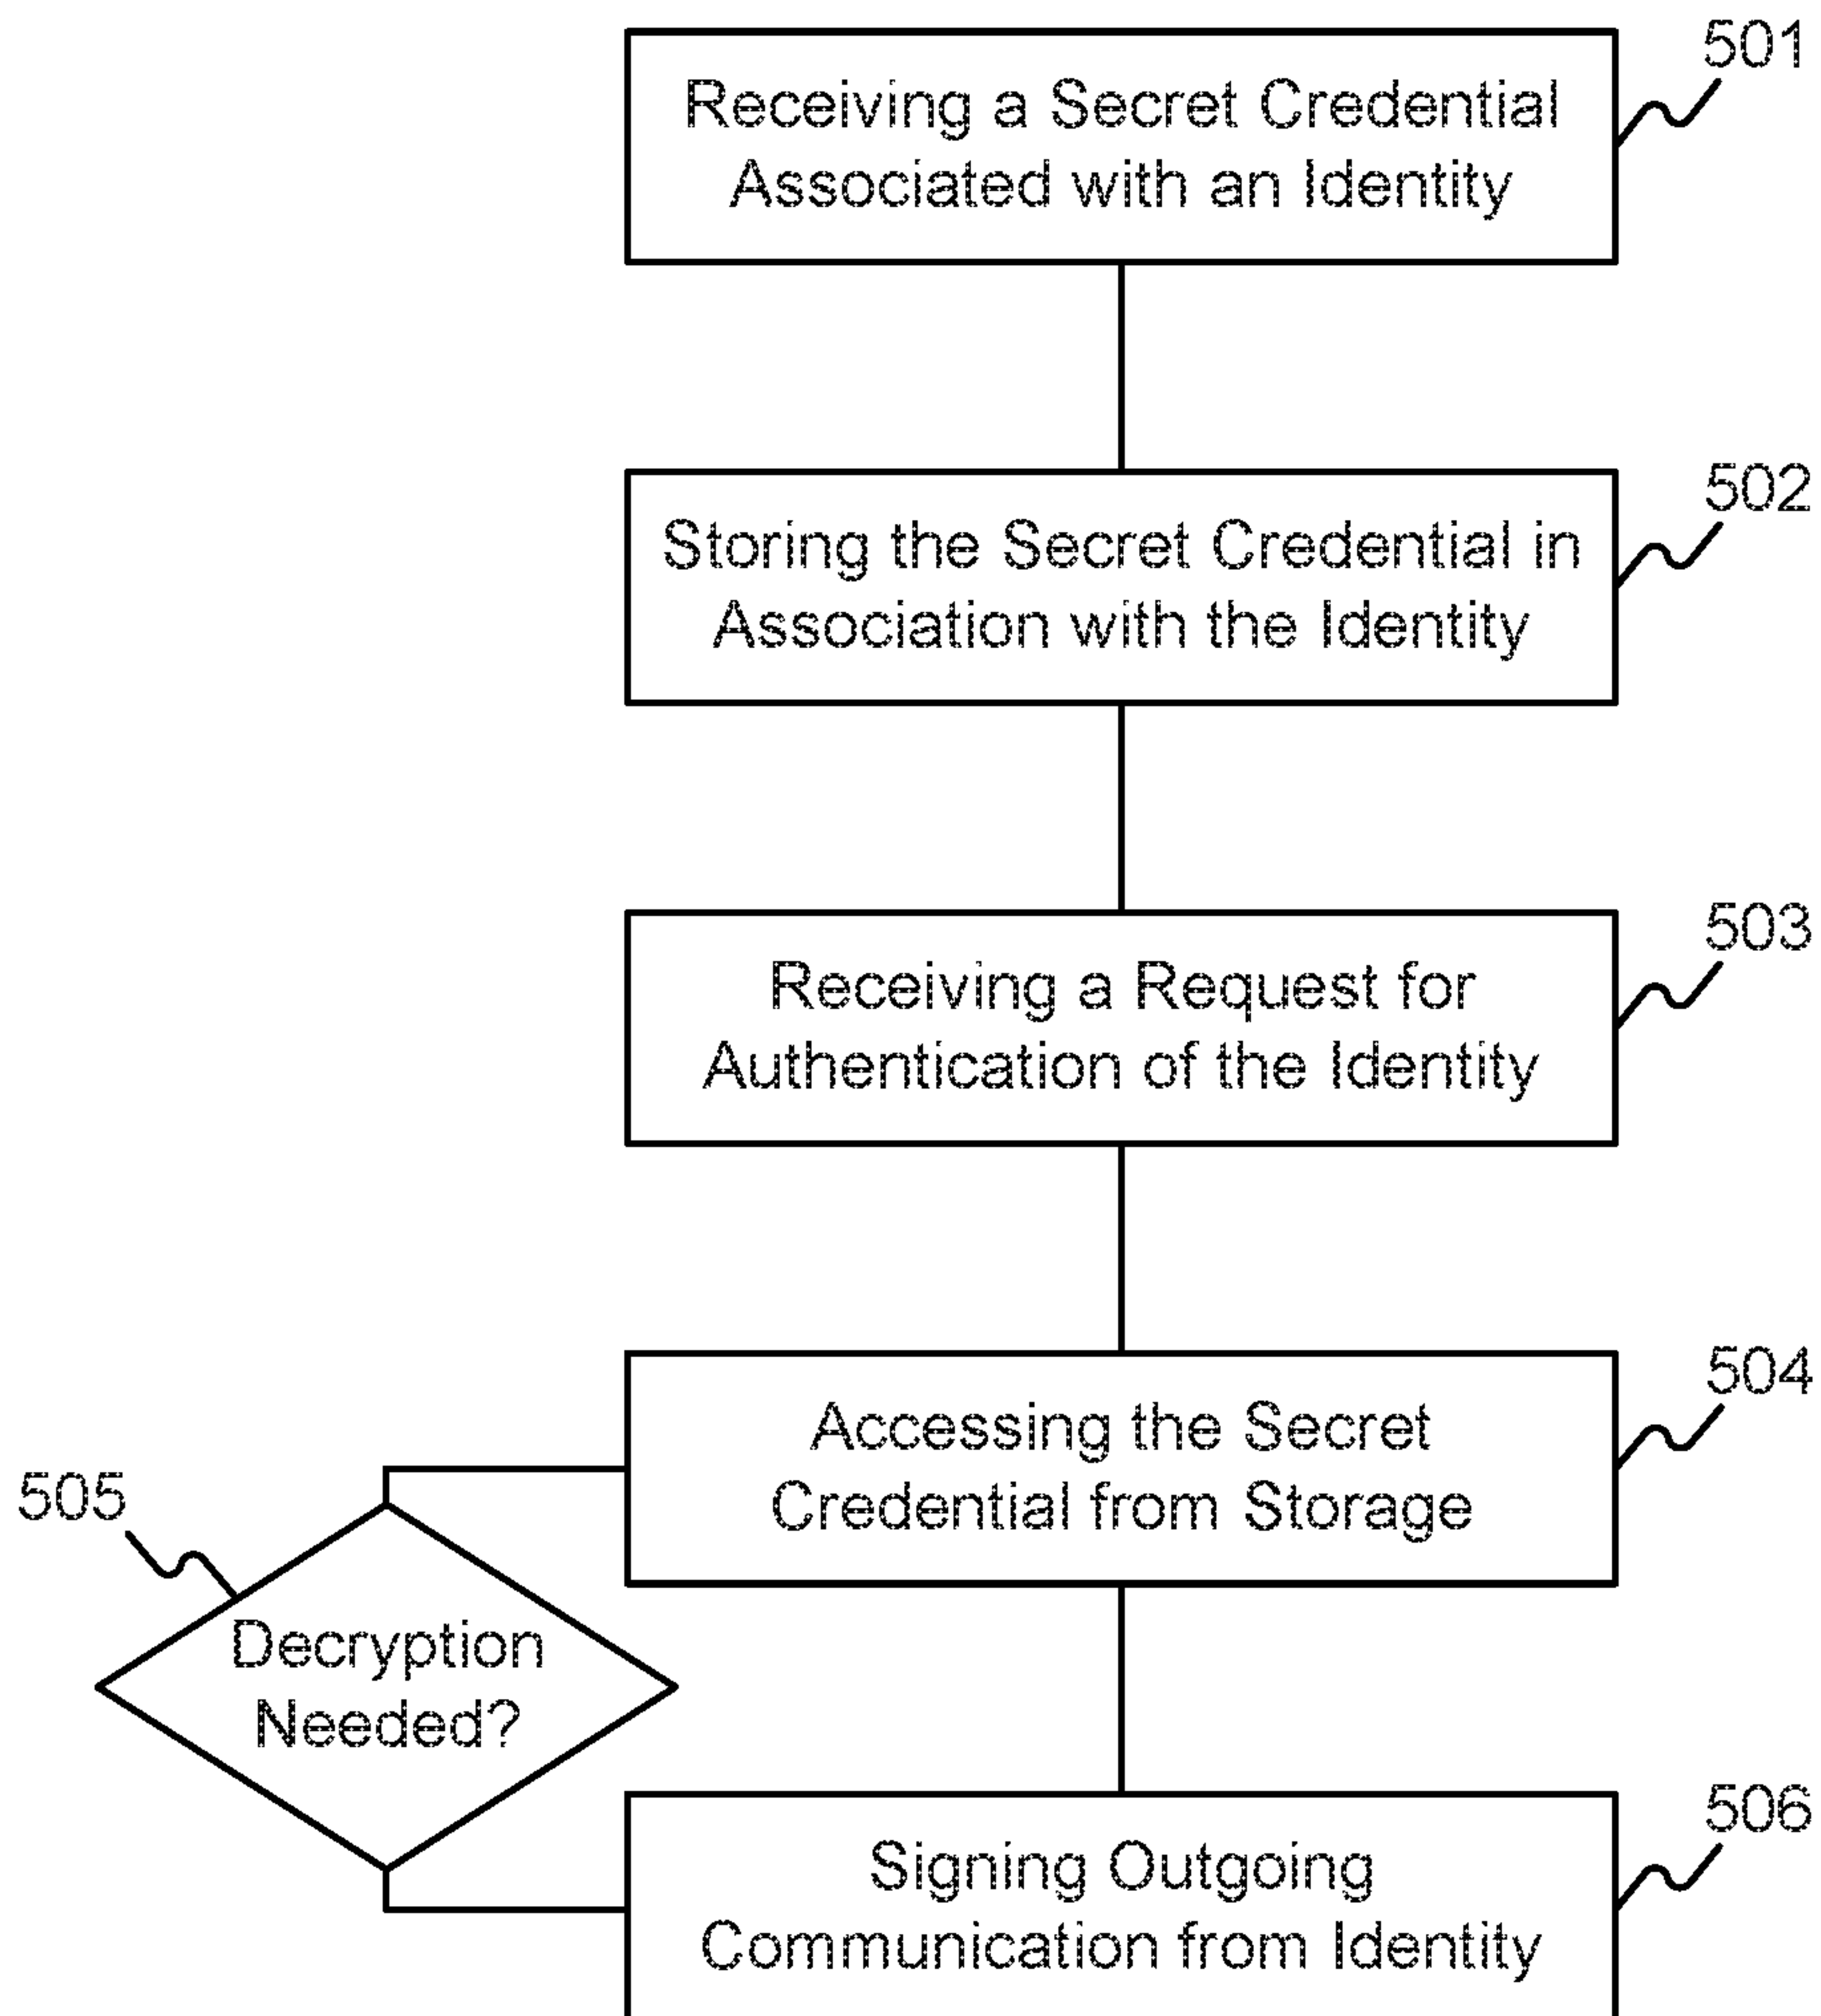 501
Receiving a Secret Credential
Associated with an Identity
502
Storing the Secret Credential in
Association with the Identity
503
Receiving a Request for
Authentication of the Identity
504
Accessing the Secret
Credential from Storage
505
Decryption
Needed?
506
Signing Outgoing
Communication from Identity